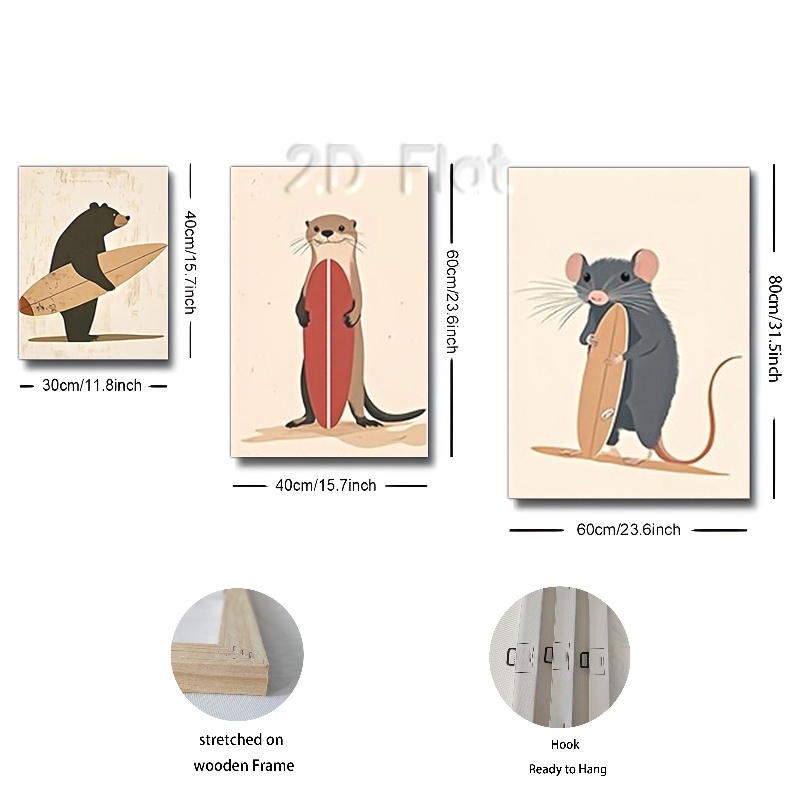 2D Flat
40cm/15.7inch
30cm/11.8inch
60cm/23.6inch
40cm/15.7inch
80cm/31.5inch
60cm/23.6inch
stretched on
wooden Frame
Hook
Ready to Hang